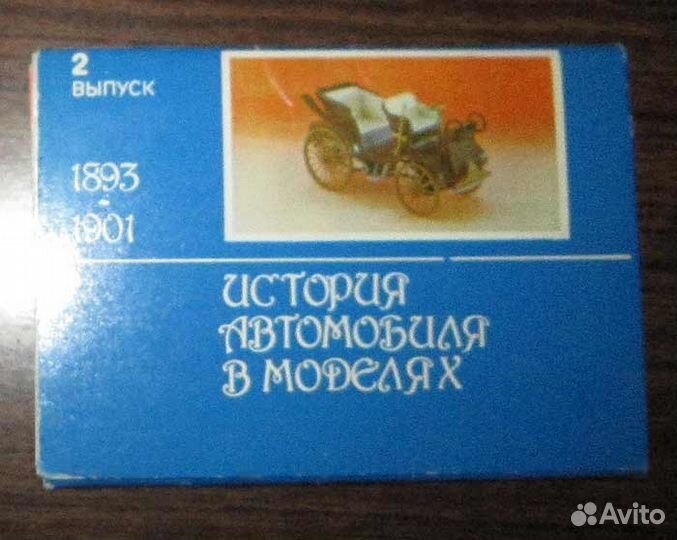 2
ВЫПУСК
1893
-
1901
ИСТОРИЯ
АВТОМОБИЛЯ
В МОДЕЛЯХ
Avito